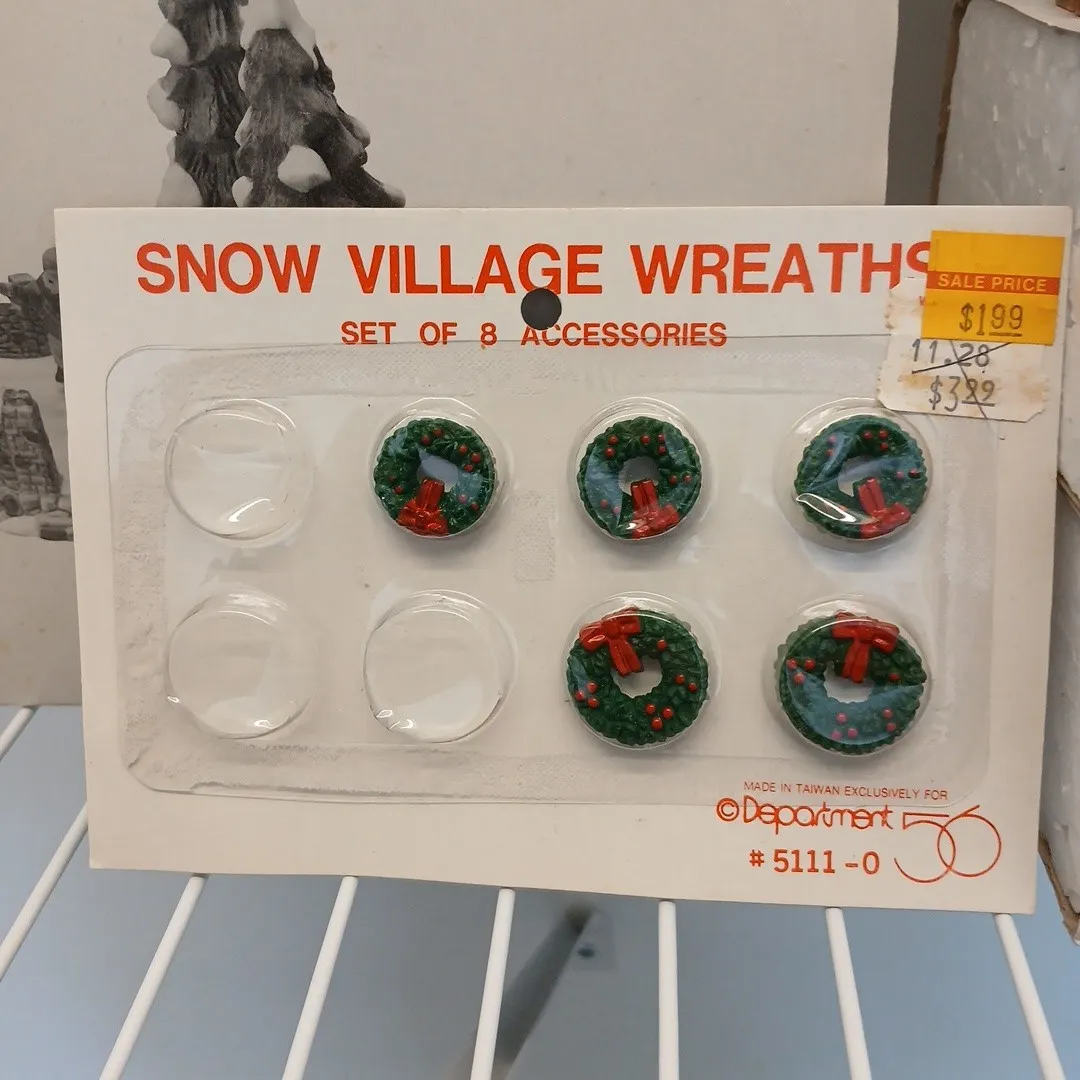 SNOW VILLAGE WREATHS
SET OF 8 ACCESSORIES
SALE PRICE
$1.99
11.28
$3.99
MADE IN TAIWAN EXCLUSIVELY FOR
© Department 56
# 5111-0